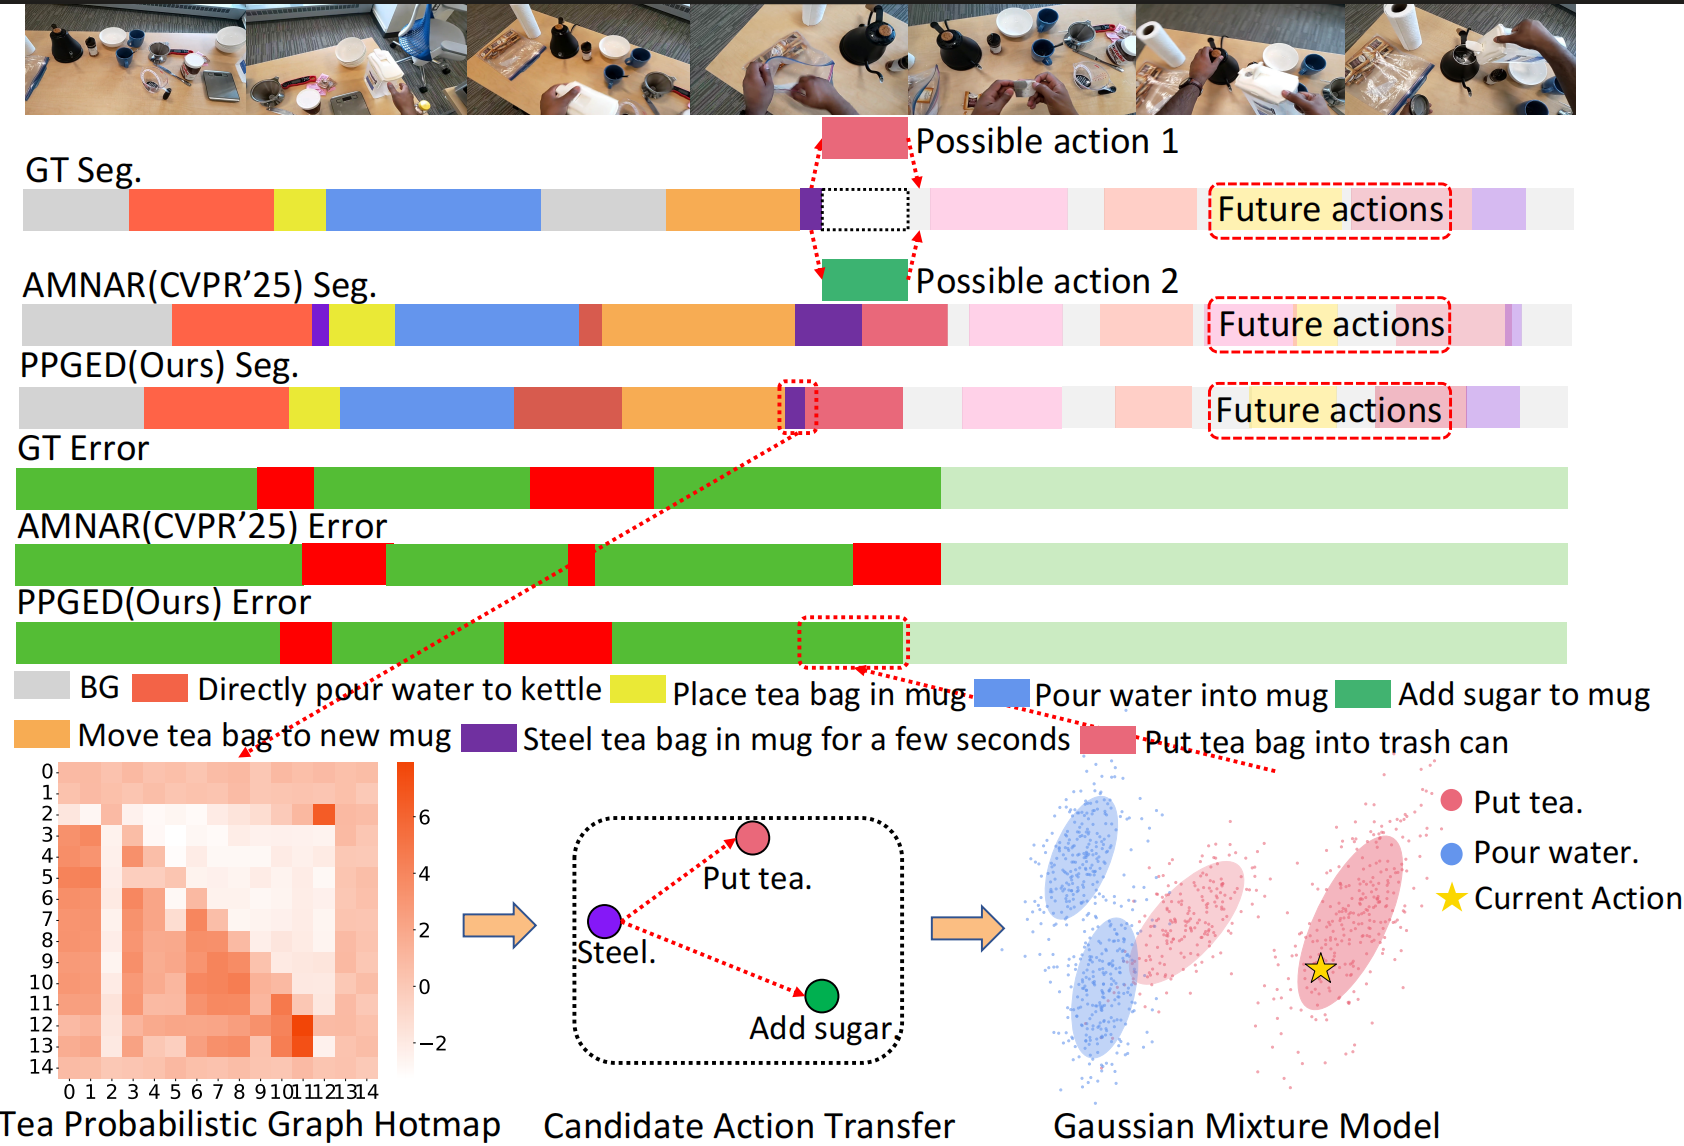 Possible action 1
GT Seg.
Future actions
Possible action 2
AMNAR(CVPR’25) Seg.
Future actions
PPGED(Ours) Seg.
Future actions
GT Error
AMNAR(CVPR’25) Error
PPGED(Ours) Error
BG Directly pour water to kettle Place tea bag in mug Pour water into mug Add sugar to mug
Move tea bag to new mug Steel tea bag in mug for a few seconds Put tea bag into trash can
0
1
2
3
4
5
6
7
8
9
10
11
12
13
14
0 1 2 3 4 5 6 7 8 9 10 11 12 13 14
6
4
2
0
−2
Tea Probabilistic Graph Hotmap
Put tea.
Steel.
Add sugar
Candidate Action Transfer
Put tea.
Pour water.
Current Action
Gaussian Mixture Model